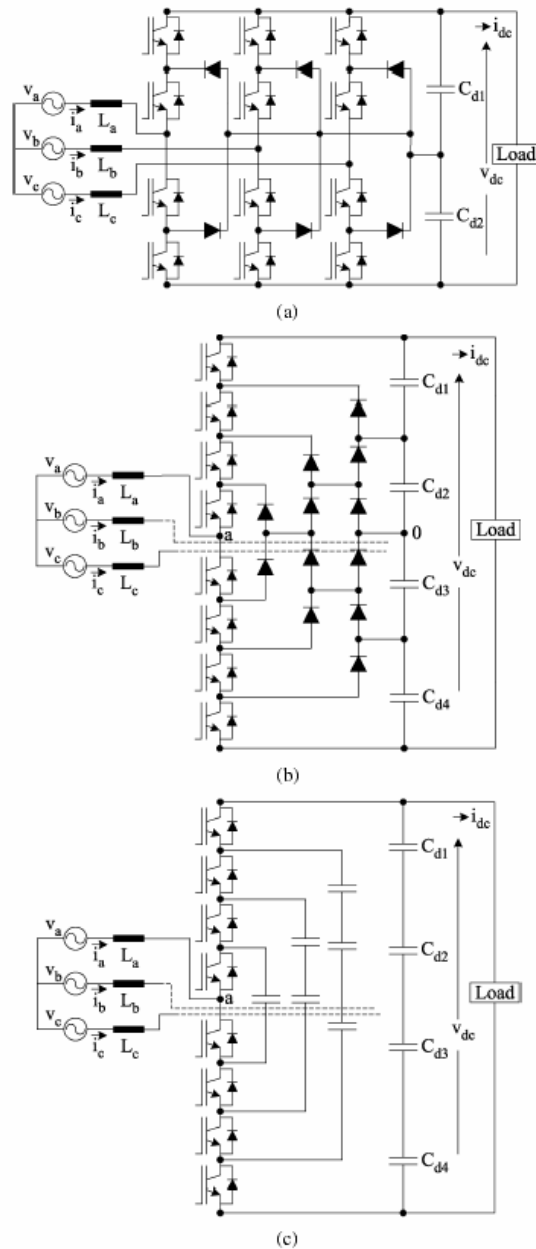 i_dc
C_d1
v_a
i_a L_a
v_b
i_b L_b
v_c
i_c L_c
Load
v_dc
C_d2
(a)
i_dc
C_d1
v_a
i_a L_a
C_d2
v_b
i_b L_b
a
0
Load
v_c
i_c L_c
v_dc
C_d3
C_d4
(b)
i_dc
C_d1
v_a
i_a L_a
C_d2
v_b
i_b L_b
a
Load
v_c
i_c L_c
v_dc
C_d3
C_d4
(c)